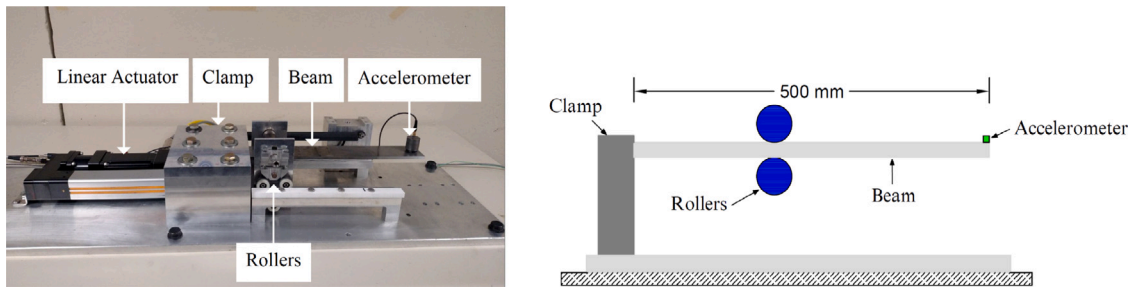 Linear Actuator
Clamp
Beam
Accelerometer
Rollers
500 mm
Clamp
Accelerometer
Beam
Rollers